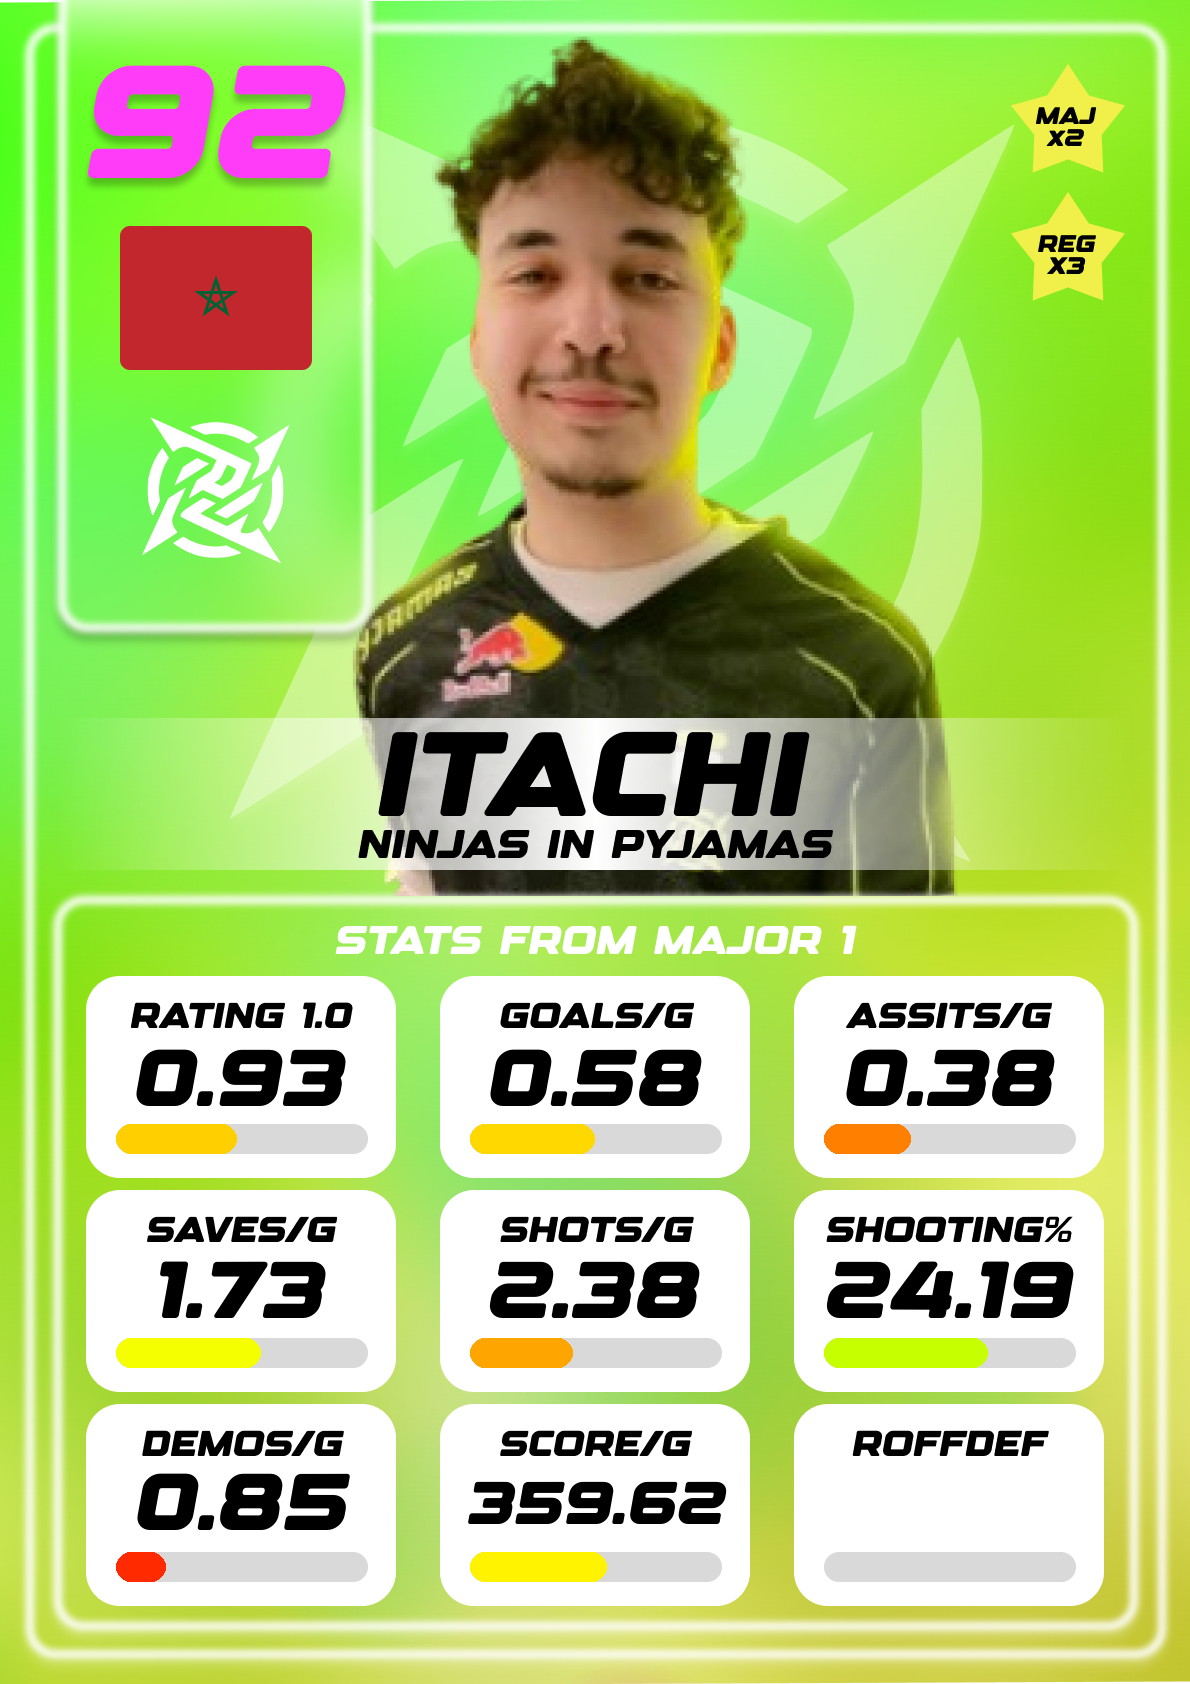 92
MAJ
x2
REG
X3
Red Bull
ITACHI
NINJAS IN PYJAMAS
STATS FROM MAJOR 1
RATING 1.0
0.93
GOALS/G
0.58
ASSITS/G
0.38
SAVES/G
1.73
SHOTS/G
2.38
SHOOTING%
24.19
DEMOS/G
0.85
SCORE/G
359.62
ROFFDEF